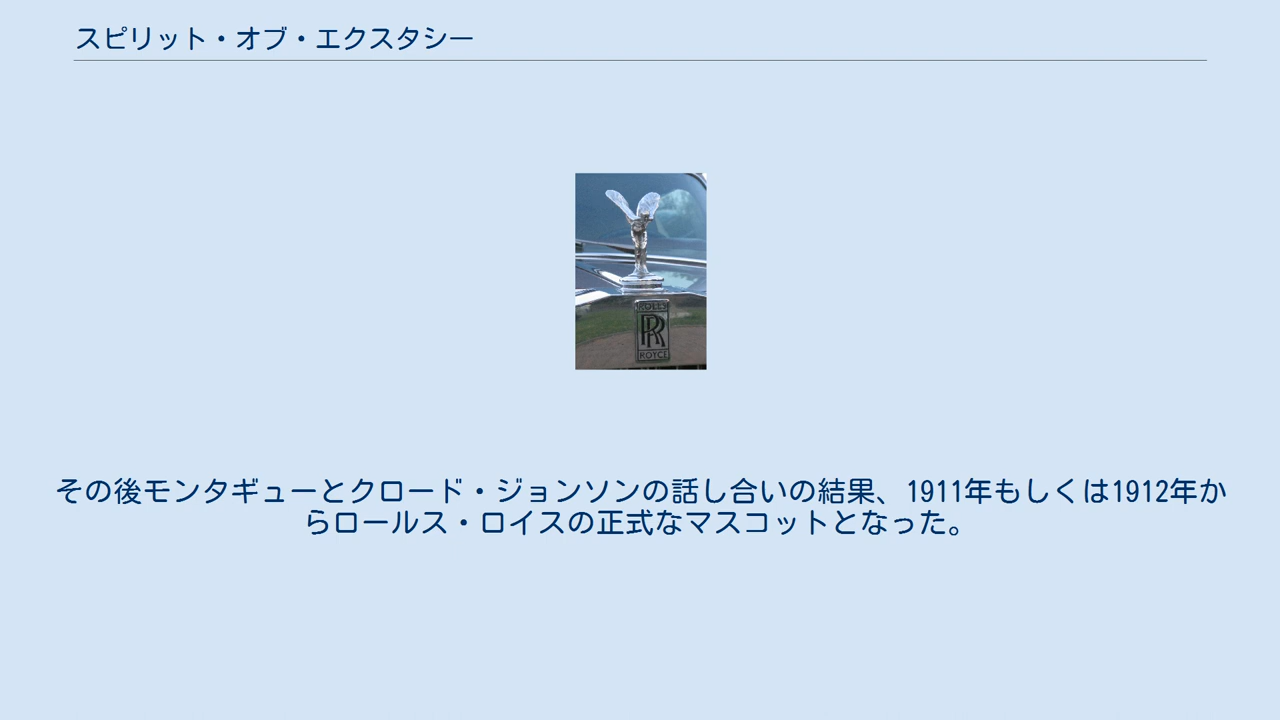 スピリット・オブ・エクスタシー
ROLLS
RR
ROYCE
その後モンタギューとクロード・ジョンソンの話し合いの結果、1911年もしくは1912年か
らロールス・ロイスの正式なマスコットとなった。